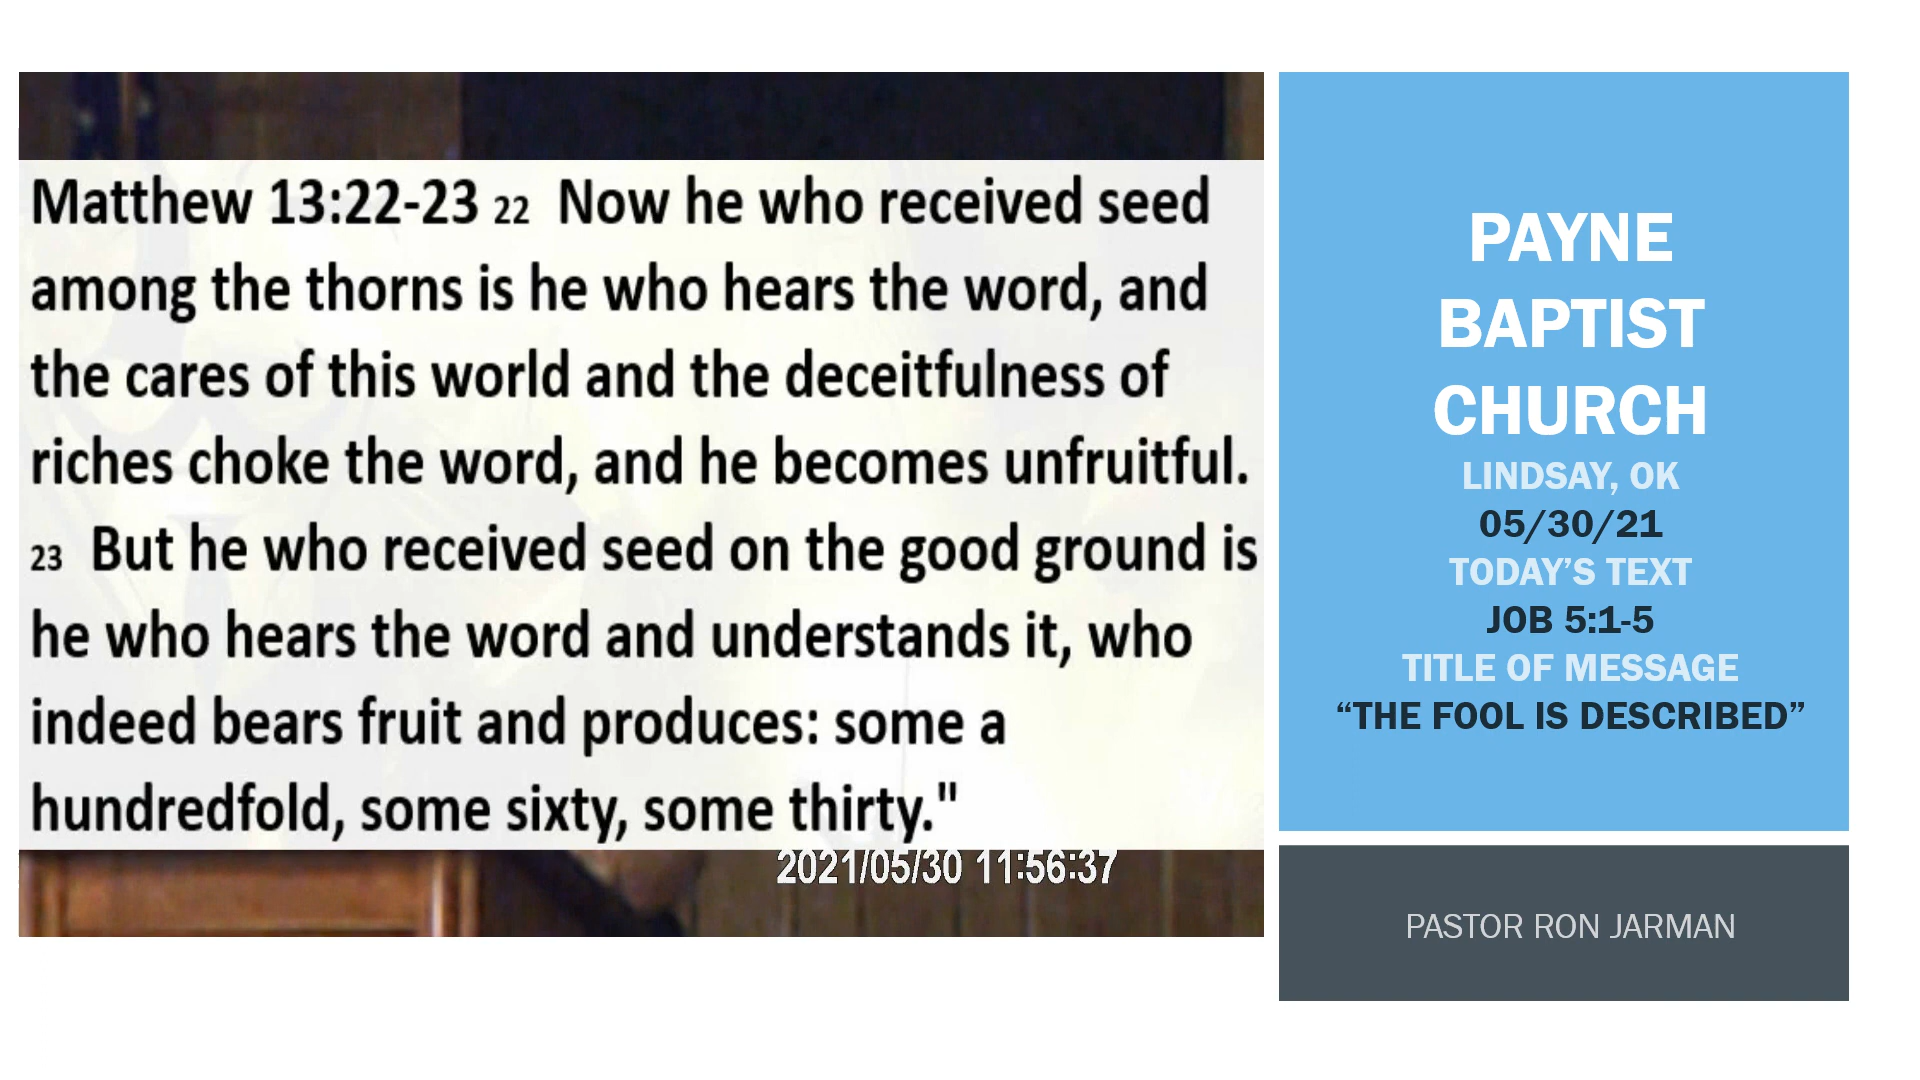 Matthew 13:22-23 22 Now he who received seed
among the thorns is he who hears the word, and
the cares of this world and the deceitfulness of
riches choke the word, and he becomes unfruitful.
23 But he who received seed on the good ground is
he who hears the word and understands it, who
indeed bears fruit and produces: some a
hundredfold, some sixty, some thirty."
2021/05/30 11:56:37
PAYNE
BAPTIST
CHURCH
LINDSAY, OK
05/30/21
TODAY’S TEXT
JOB 5:1-5
TITLE OF MESSAGE
“THE FOOL IS DESCRIBED”
PASTOR RON JARMAN